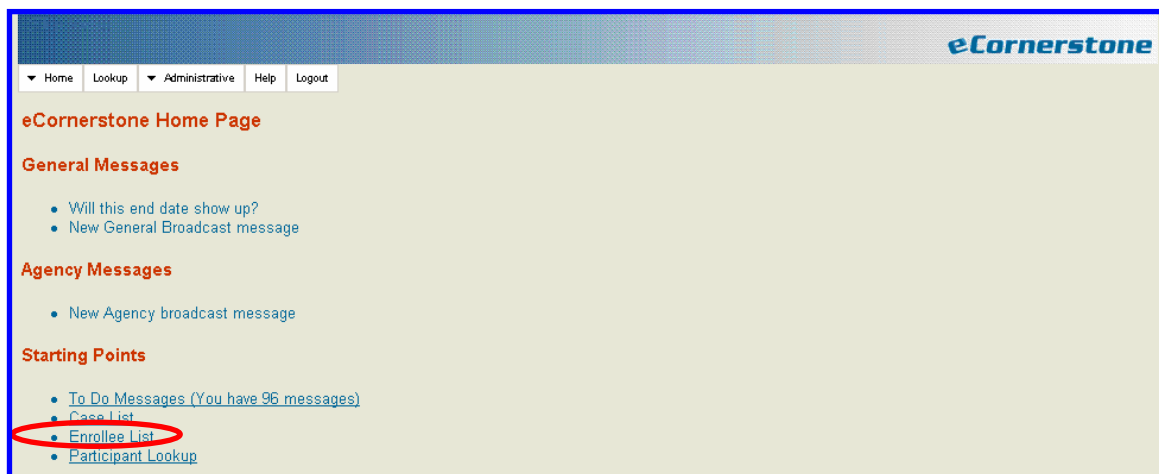 eCornerstone
Home Lookup Administrative Help Logout
eCornerstone Home Page
General Messages
Will this end date show up?
New General Broadcast message
Agency Messages
New Agency broadcast message
Starting Points
To Do Messages (You have 96 messages)
Case List
Enrollee List
Participant Lookup